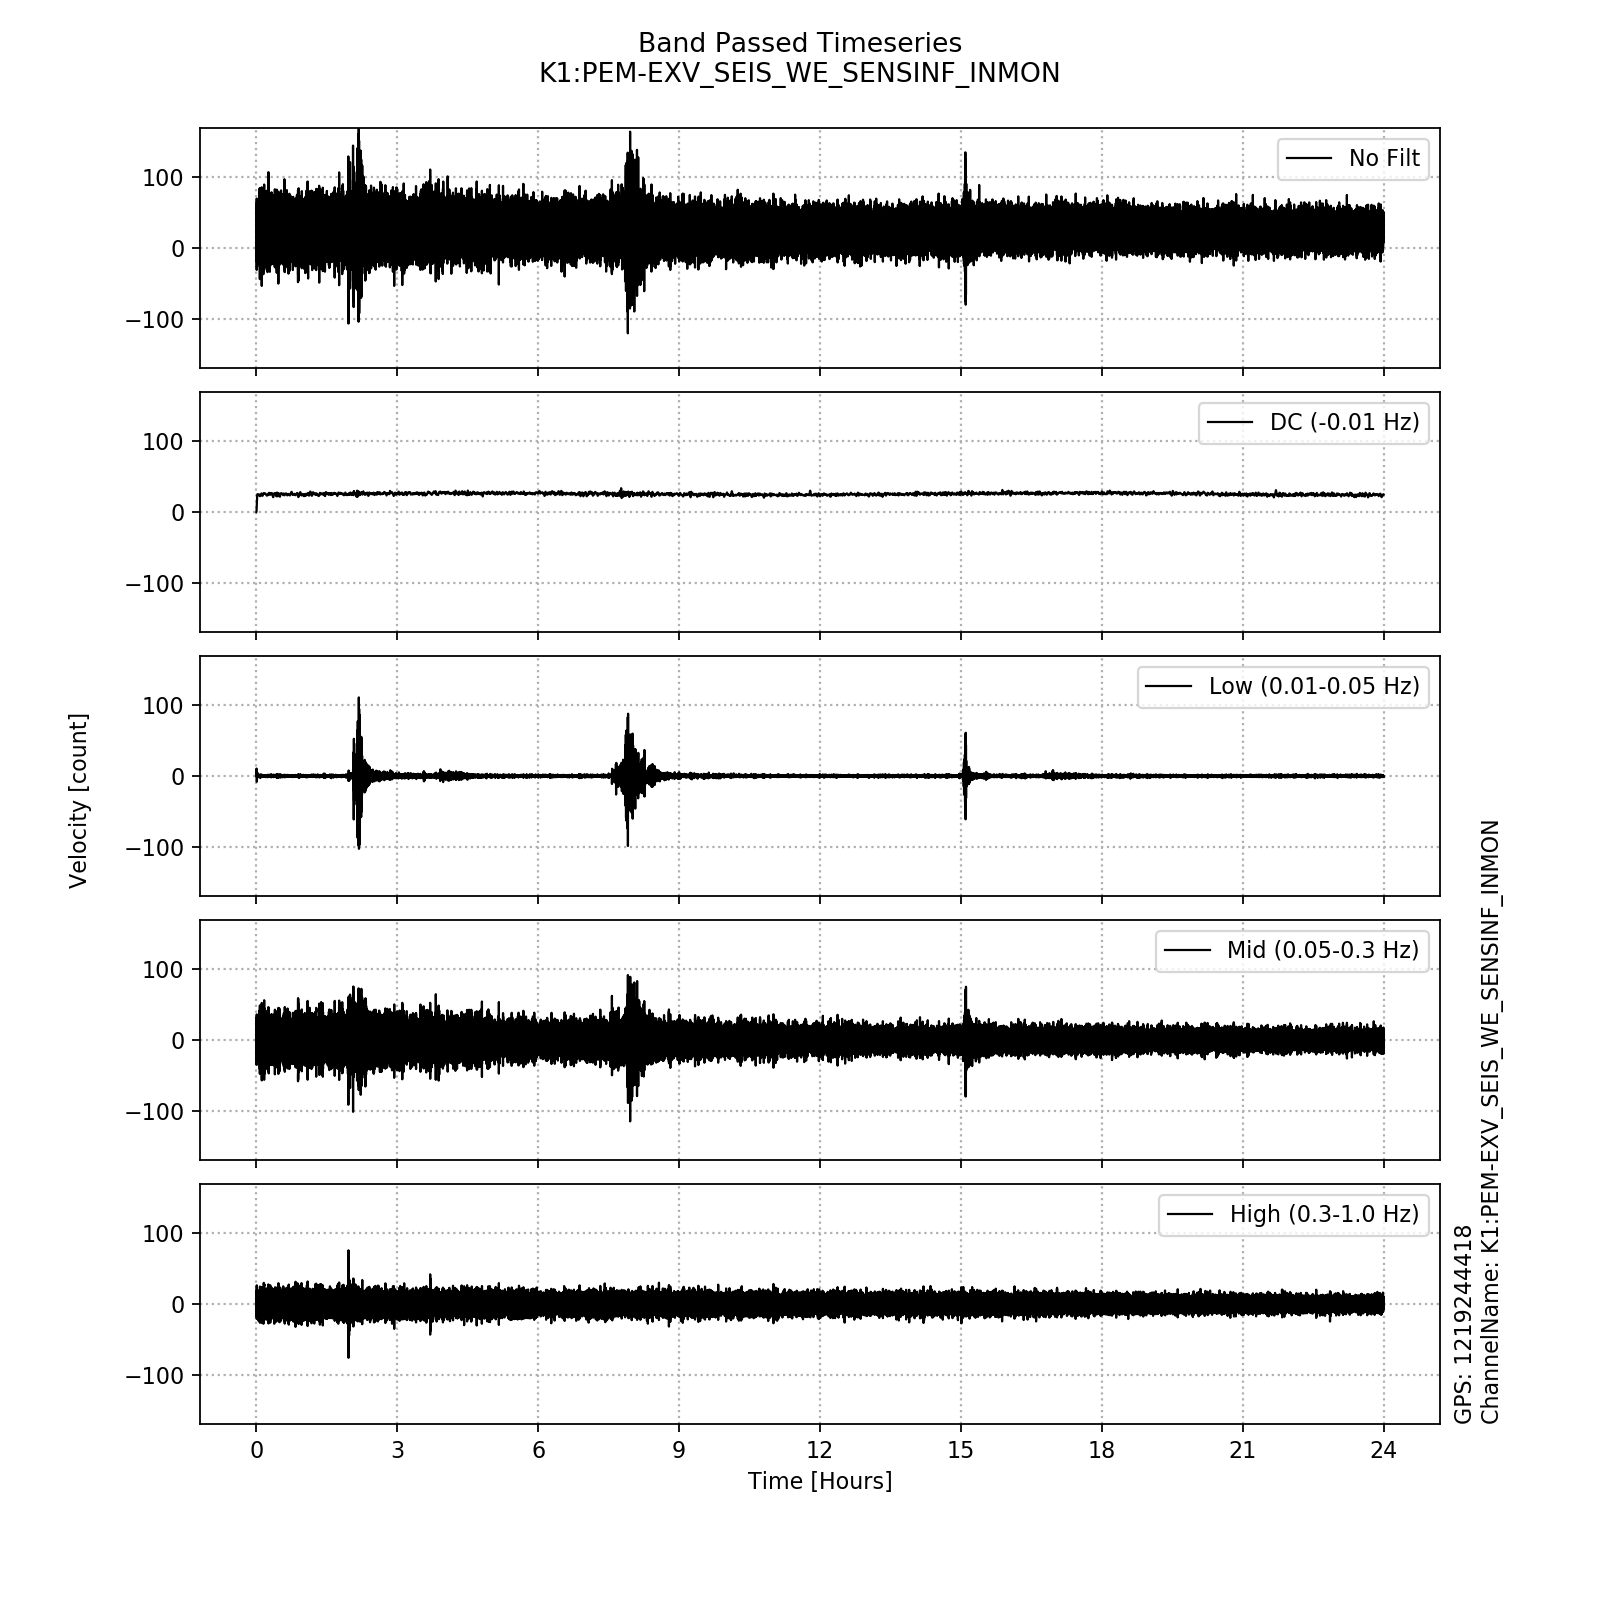 Band Passed Timeseries
K1:PEM-EXV_SEIS_WE_SENSINF_INMON
No Filt
100
0
−100
DC (-0.01 Hz)
100
0
−100
Low (0.01-0.05 Hz)
100
0
−100
Velocity [count]
Mid (0.05-0.3 Hz)
100
0
−100
High (0.3-1.0 Hz)
100
0
−100
0 3 6 9 12 15 18 21 24
Time [Hours]
GPS: 1219244418
ChannelName: K1:PEM-EXV_SEIS_WE_SENSINF_INMON